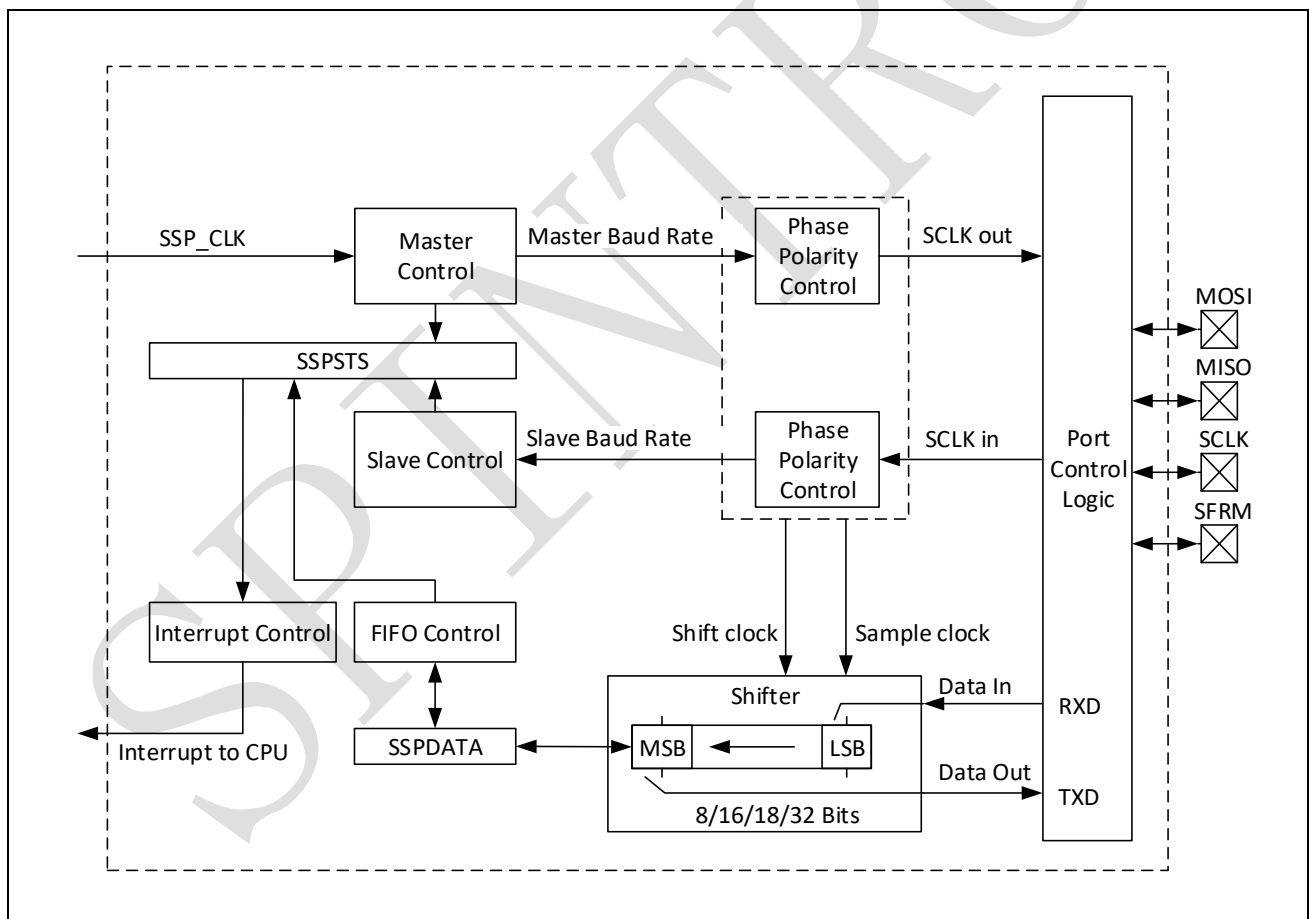 SSP_CLK
Master
Control
Master Baud Rate
Phase
Polarity
Control
SCLK out
MOSI
SSPSTS
MISO
Slave Control
Slave Baud Rate
Phase
Polarity
Control
SCLK in
Port
Control
Logic
SCLK
SFRM
Interrupt Control
FIFO Control
Shift clock
Sample clock
Shifter
Data In
RXD
Interrupt to CPU
SSPDATA
MSB
LSB
Data Out
TXD
8/16/18/32 Bits
SPINTRO